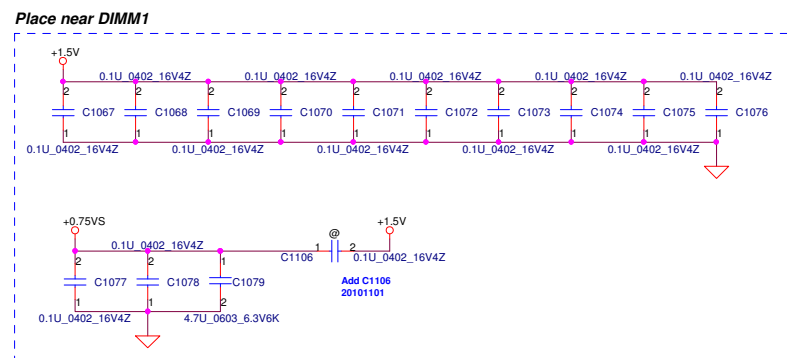 Place near DIMM1
+1.5V
0.1U_0402_16V4Z 0.1U_0402_16V4Z 0.1U_0402_16V4Z 0.1U_0402_16V4Z 0.1U_0402_16V4Z
2 2 2 2 2 2 2 2 2 2
C1067 C1068 C1069 C1070 C1071 C1072 C1073 C1074 C1075 C1076
1 1 1 1 1 1 1 1 1 1
0.1U_0402_16V4Z 0.1U_0402_16V4Z 0.1U_0402_16V4Z 0.1U_0402_16V4Z 0.1U_0402_16V4Z
+0.75VS +1.5V
@
0.1U_0402_16V4Z 1 2
C1106 0.1U_0402_16V4Z
2 2 1
C1077 C1078 C1079
Add C1106
20101101
1 1 2
0.1U_0402_16V4Z 4.7U_0603_6.3V6K